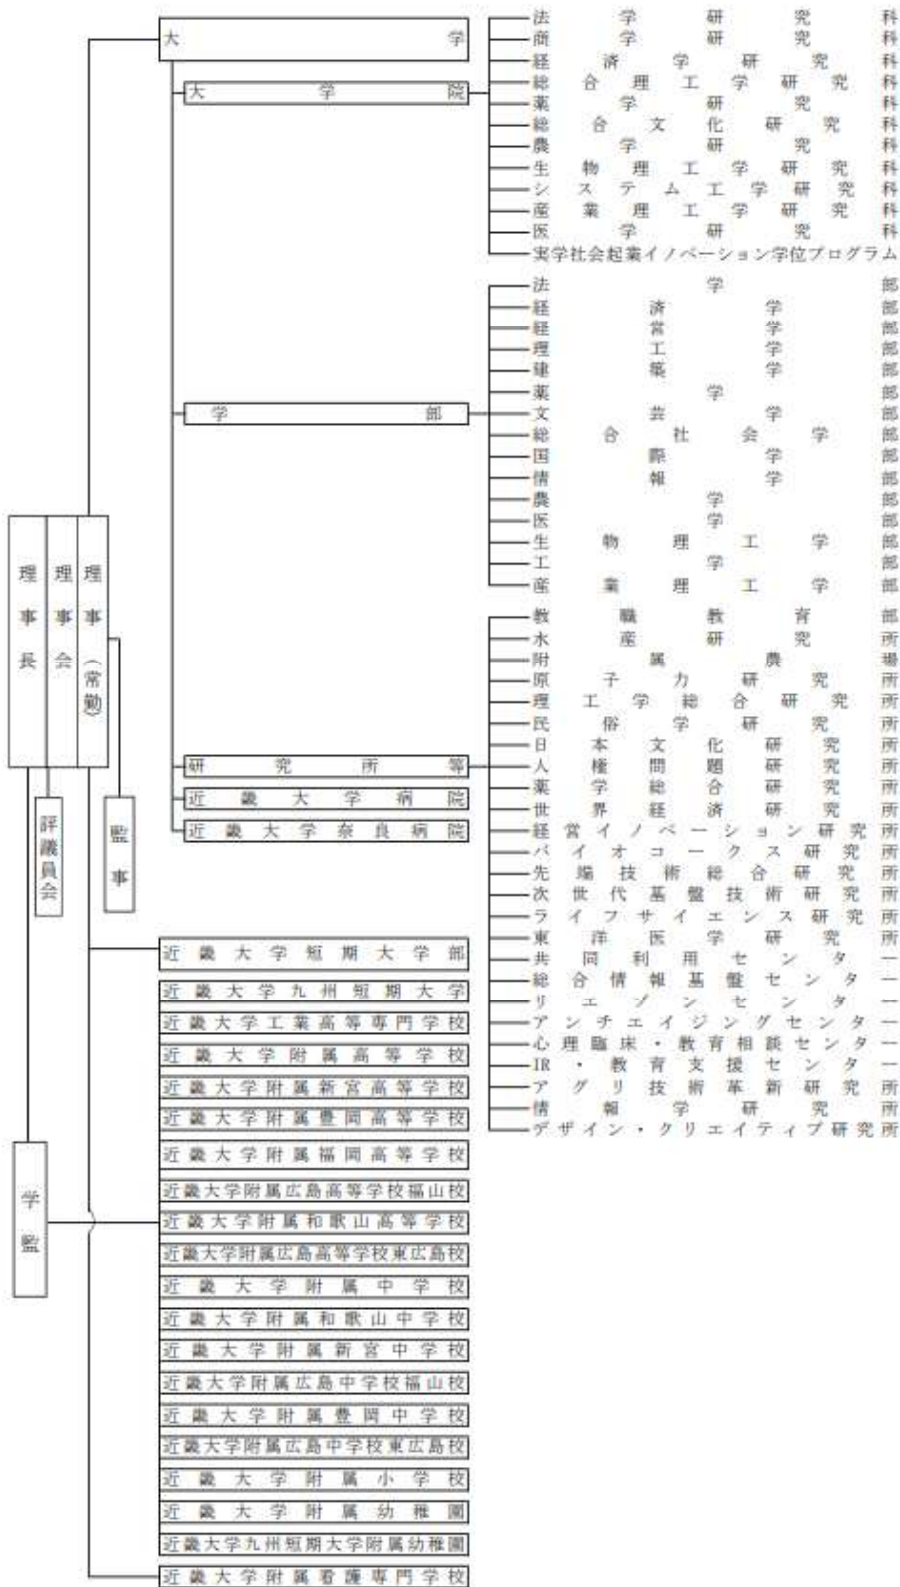 理事長
理事会
理事（常勤）
評議員会
監事
学監
大学
大学院
法学研究科
商学研究科
経済学研究科
総合理工学研究科
薬学研究科
総合文化研究科
農学研究科
生物理工学研究科
システム工学研究科
産業理工学研究科
医学研究科
実学社会起業イノベーション学位プログラム
学部
法学部
経済学部
経営学部
理工学部
建築学部
薬学部
文芸学部
総合社会学部
国際学部
情報学部
農学部
医学部
生物理工学部
工学部
産業理工学部
研究所等
教職教育部
水産研究所
附属農場
原子力研究所
理工学総合研究所
民俗学研究所
日本文化研究所
人権問題研究所
薬学総合研究所
世界経済研究所
経営イノベーション研究所
バイオコークス研究所
先端技術総合研究所
次世代基盤技術研究所
ライフサイエンス研究所
東洋医学研究所
共同利用センター
総合情報基盤センター
リエゾンセンター
アンチエイジングセンター
心理臨床・教育相談センター
IR・教育支援センター
アグリ技術革新研究所
情報学研究所
デザイン・クリエイティブ研究所
近畿大学病院
近畿大学奈良病院
近畿大学短期大学部
近畿大学九州短期大学
近畿大学工業高等専門学校
近畿大学附属高等学校
近畿大学附属新宮高等学校
近畿大学附属豊岡高等学校
近畿大学附属福岡高等学校
近畿大学附属広島高等学校福山校
近畿大学附属和歌山高等学校
近畿大学附属広島高等学校東広島校
近畿大学附属中学校
近畿大学附属和歌山中学校
近畿大学附属新宮中学校
近畿大学附属広島中学校福山校
近畿大学附属豊岡中学校
近畿大学附属広島中学校東広島校
近畿大学附属小学校
近畿大学附属幼稚園
近畿大学九州短期大学附属幼稚園
近畿大学附属看護専門学校